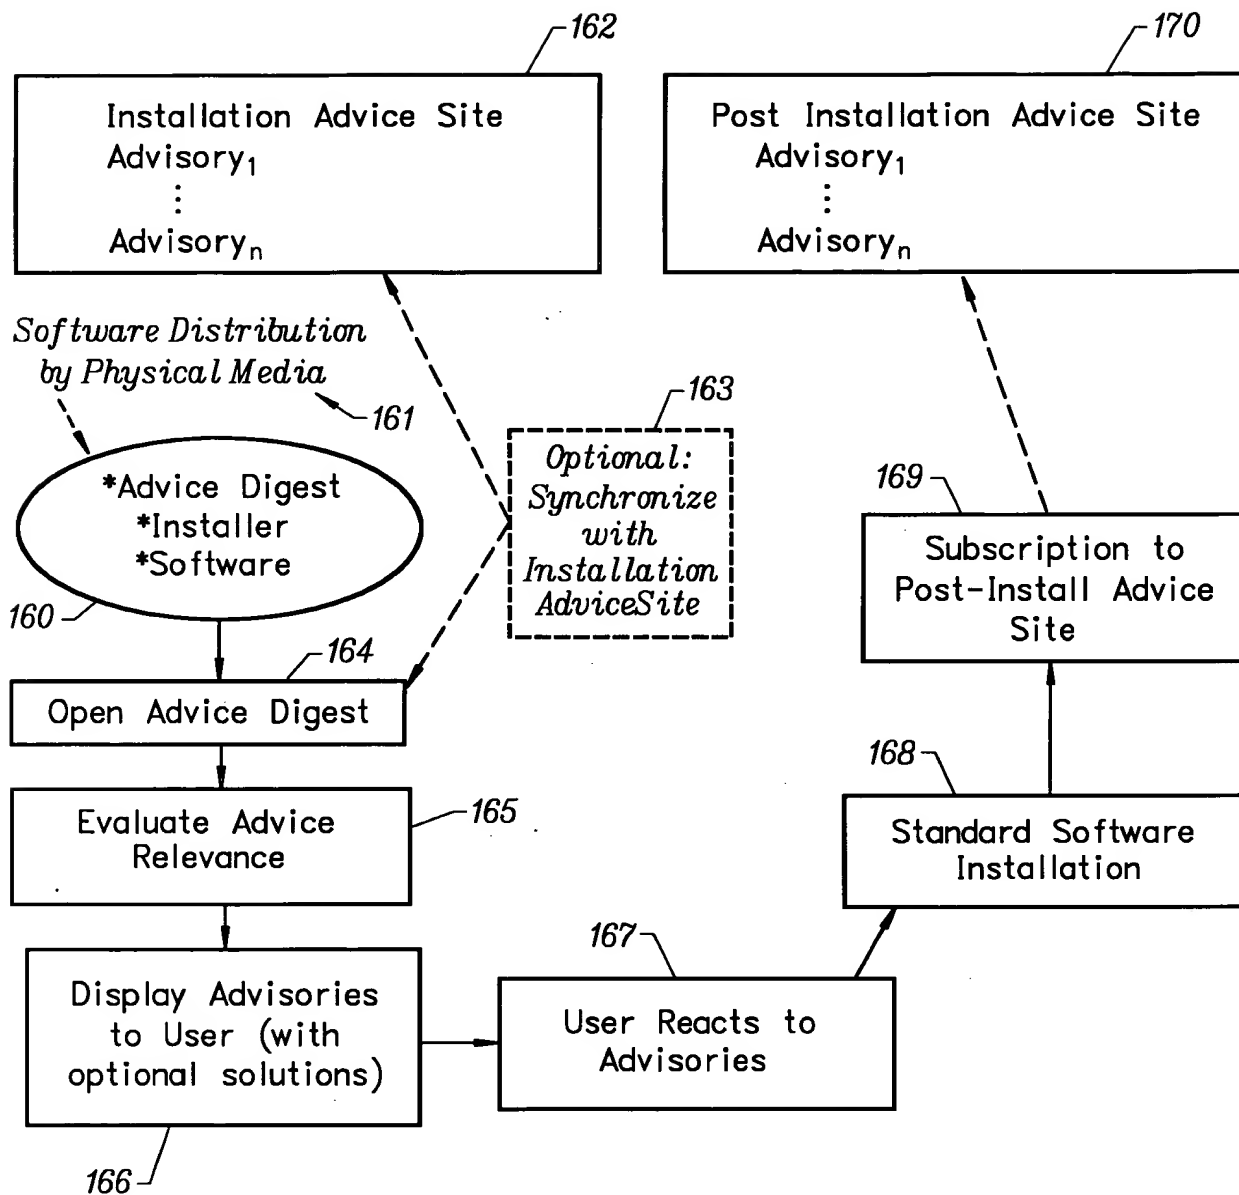 162
170
Installation Advice Site
Advisory₁
⋮
Advisoryₙ
Post Installation Advice Site
Advisory₁
⋮
Advisoryₙ
Software Distribution
by Physical Media
161
*Advice Digest
*Installer
*Software
160
163
Optional:
Synchronize
with
Installation
AdviceSite
169
Subscription to
Post-Install Advice
Site
164
Open Advice Digest
165
Evaluate Advice
Relevance
168
Standard Software
Installation
166
Display Advisories
to User (with
optional solutions)
167
User Reacts to
Advisories